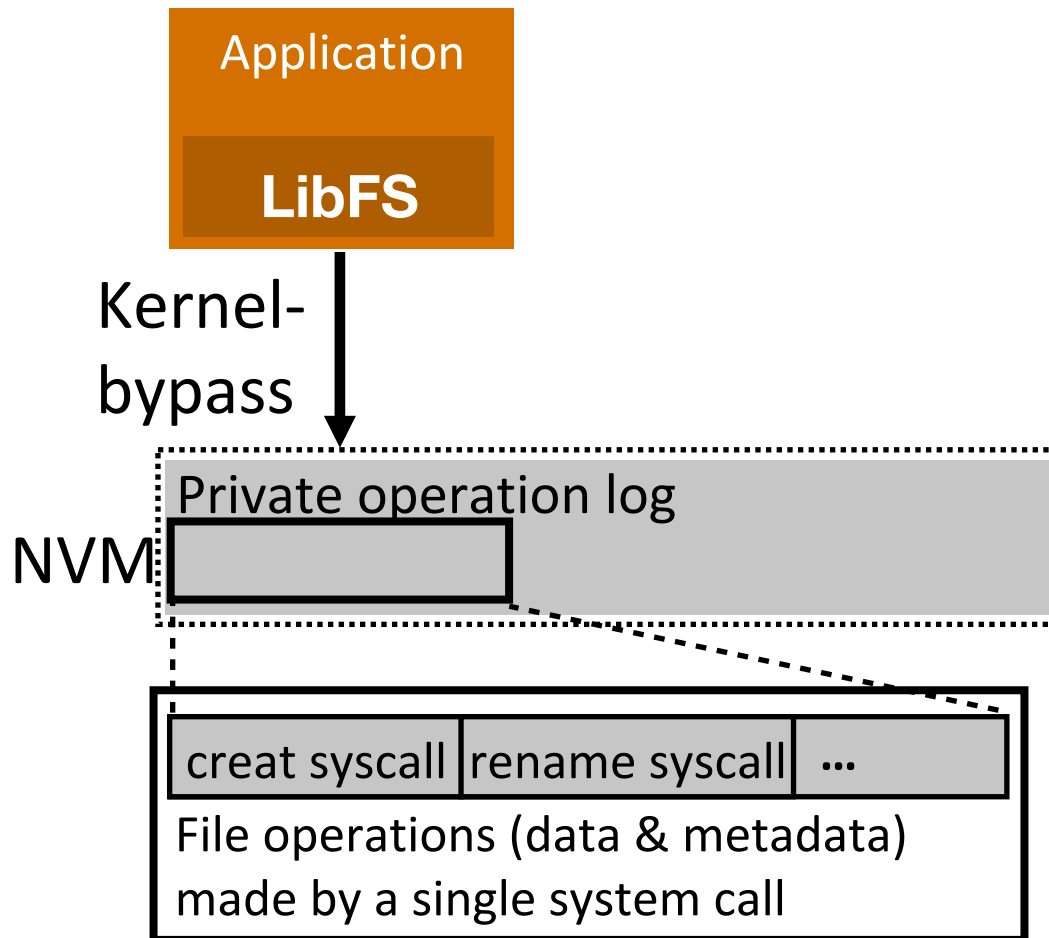 Application
LibFS
Kernel-
bypass
Private operation log
NVM
creat syscall rename syscall ...
File operations (data & metadata)
made by a single system call